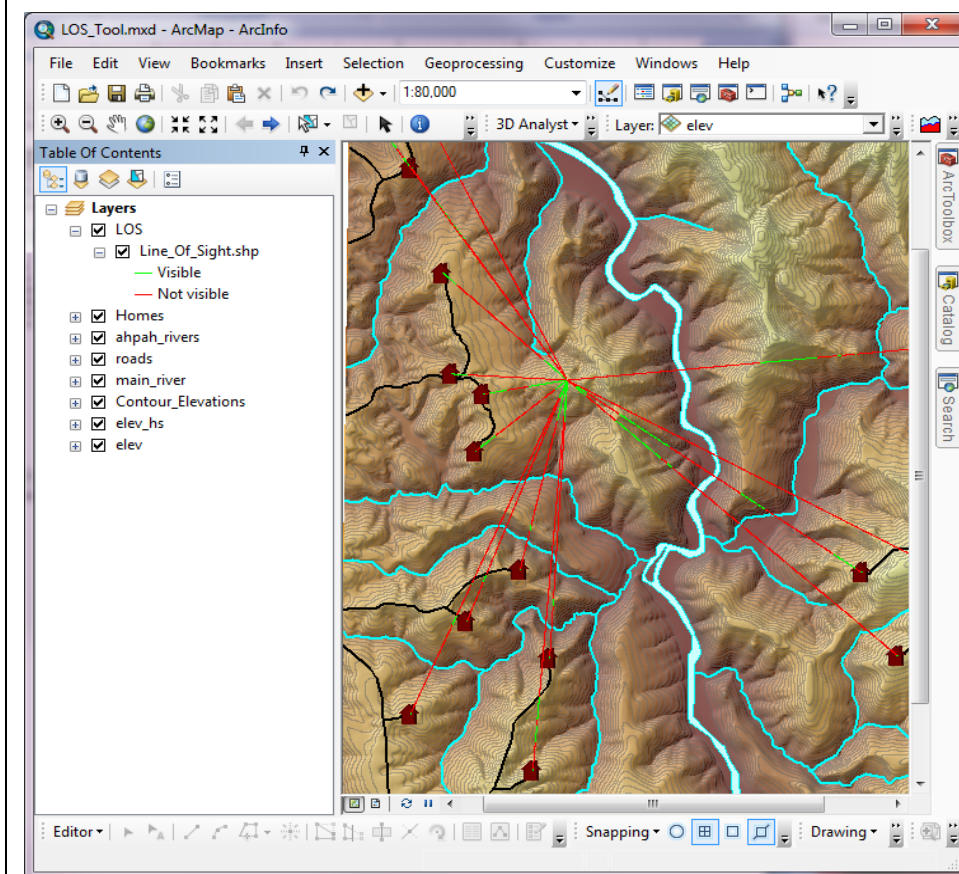 LOS_Tool.mxd - ArcMap - ArcInfo
File Edit View Bookmarks Insert Selection Geoprocessing Customize Windows Help
1:80,000
3D Analyst Layer: elev
Table Of Contents
Layers
LOS
Line_Of_Sight.shp
Visible
Not visible
Homes
ahpah_rivers
roads
main_river
Contour_Elevations
elev_hs
elev
ArcToolbox
Catalog
Search
Editor Snapping Drawing